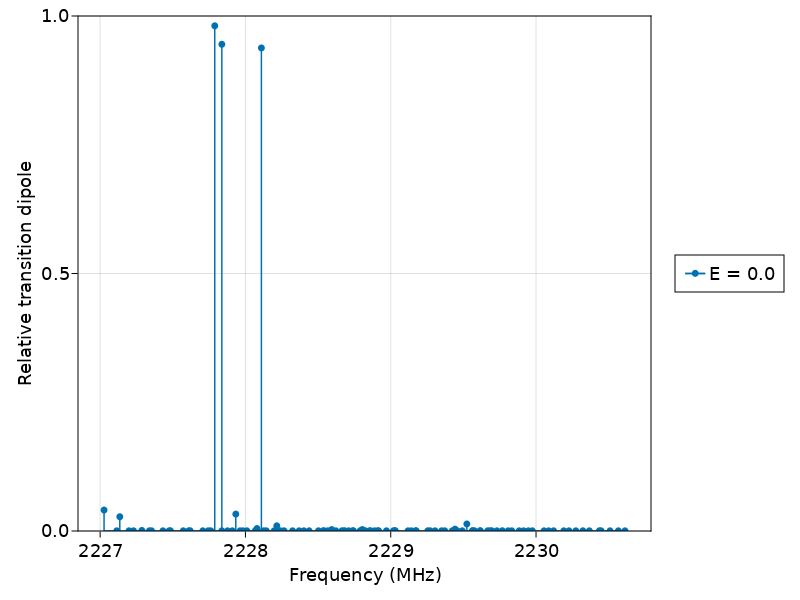 1.0
0.5
0.0
Relative transition dipole
2227
2228
2229
2230
Frequency (MHz)
E = 0.0